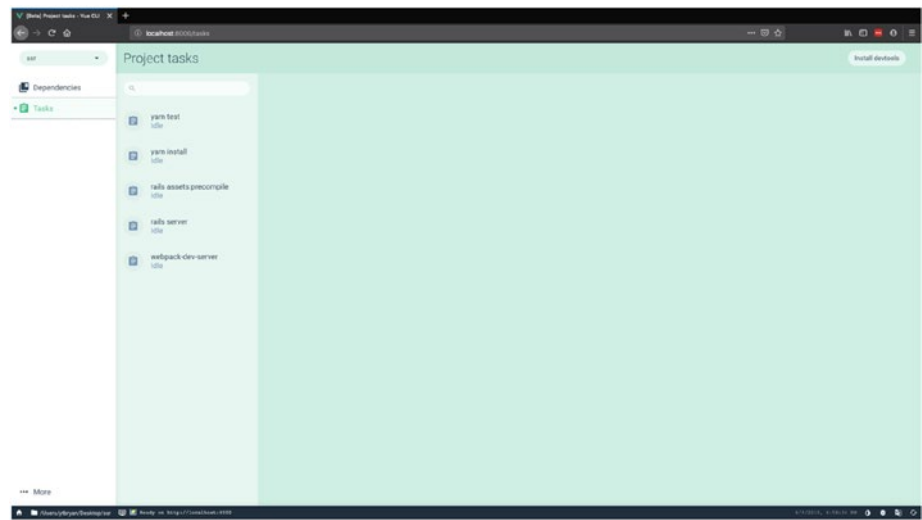 [Beta] Project tasks - Vue CLI
localhost:8000/tasks
ssr
Project tasks
Install devtools
Dependencies
Tasks
yarn test
Idle
yarn install
Idle
rails assets:precompile
Idle
rails server
Idle
webpack-dev-server
Idle
More
Ready on http://localhost:8000